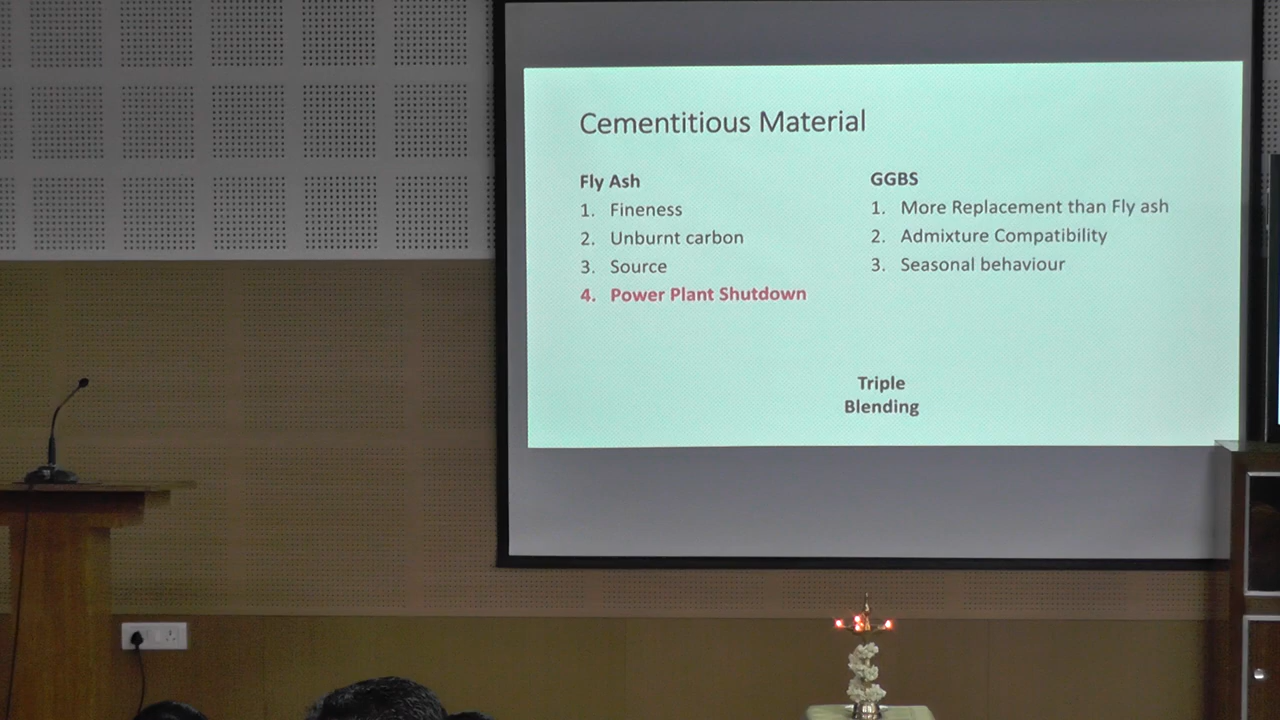 Cementitious Material
Fly Ash
1. Fineness
2. Unburnt carbon
3. Source
4. Power Plant Shutdown
GGBS
1. More Replacement than Fly ash
2. Admixture Compatibility
3. Seasonal behaviour
Triple
Blending